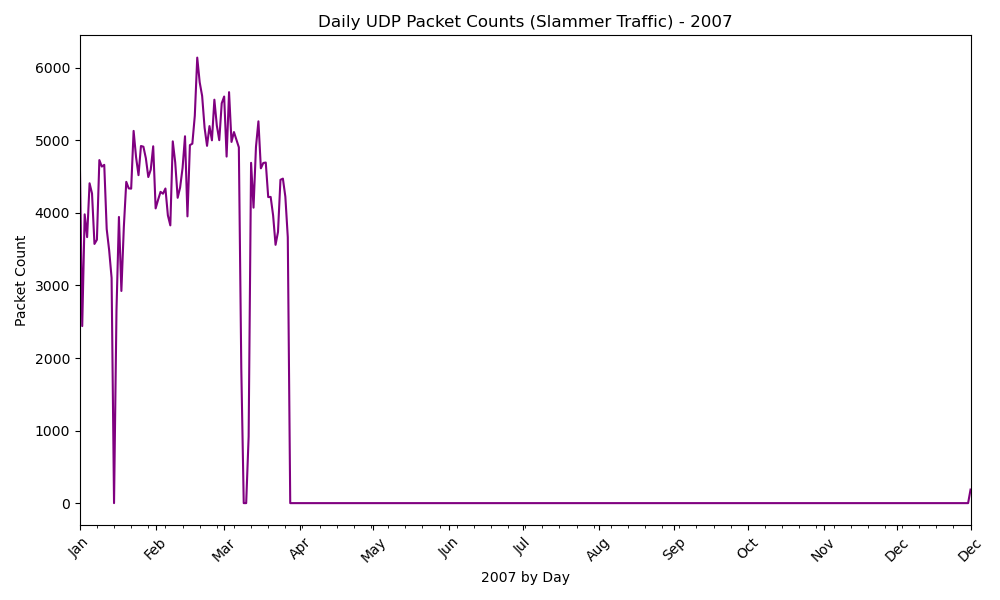 Daily UDP Packet Counts (Slammer Traffic) - 2007
Packet Count
6000
5000
4000
3000
2000
1000
0
Jan
Feb
Mar
Apr
May
Jun
Jul
Aug
Sep
Oct
Nov
Dec
Dec
2007 by Day